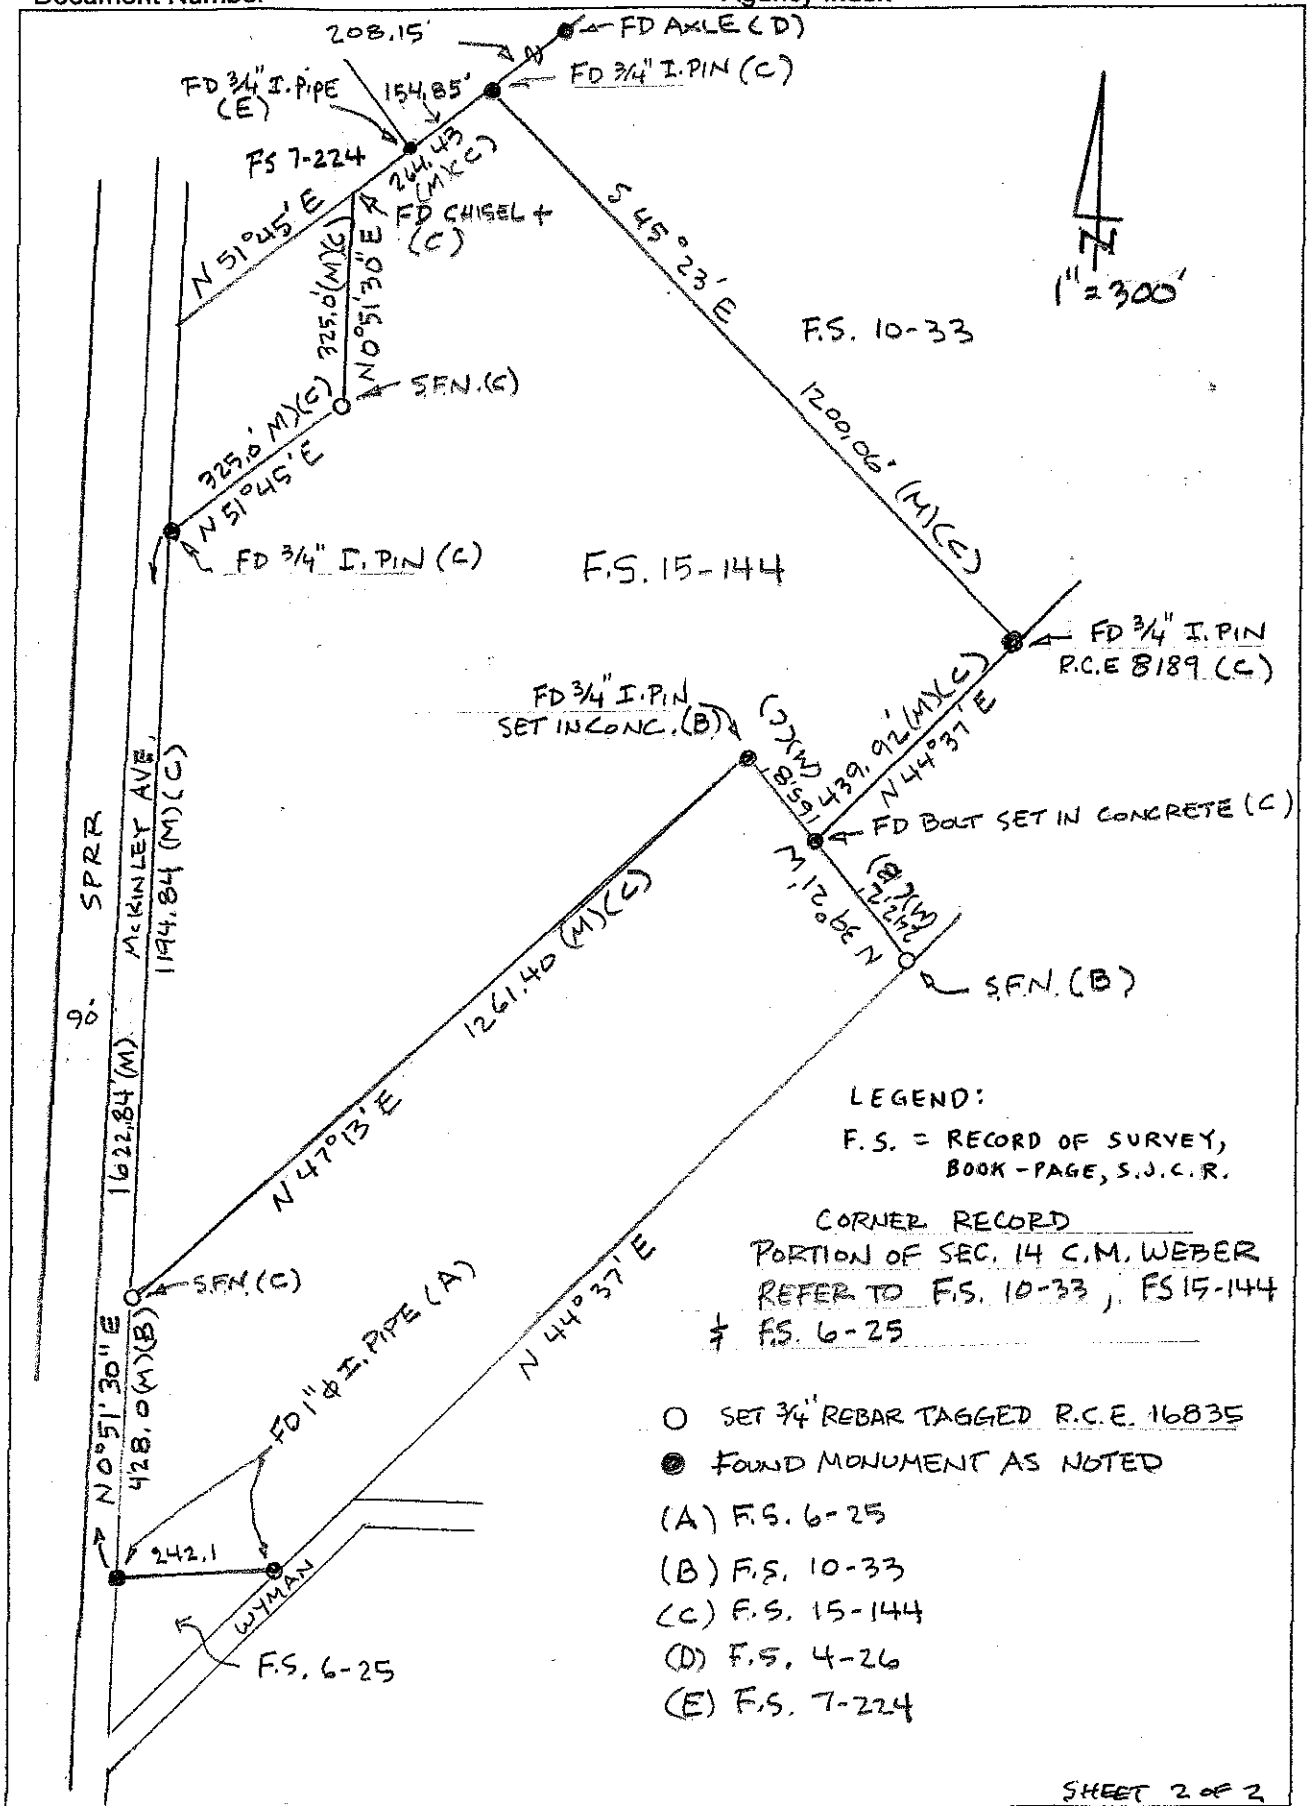 208.15'
FD AXLE (D)
FD 3/4" I. PIPE
(E)
154.85'
FD 3/4" I. PIN (C)
FS 7-224
264.43
(M)(C)
FD CHISEL +
(C)
N 51°45' E
325.0' (M)(C)
N 0°51'30" E
S 45° 23' E
1"=300'
F.S. 10-33
S.F.N. (C)
325.0' M)(C)
N 51°45' E
1200.06' (M)(C)
FD 3/4" I. PIN (C)
F.S. 15-144
FD 3/4" I. PIN
R.C.E 8189 (C)
FD 3/4" I. PIN
SET IN CONC. (B)
165.8' (M)(C)
439.92' (M)(C)
N 44°37' E
FD BOLT SET IN CONCRETE (C)
N 39° 21' W
242.2' (M)(B)
S.F.N. (B)
SPRR
90'
McKINLEY AVE.
1194.84 (M)(C)
1622.84' (M)
1261.40 (M)(C)
N 47°13' E
LEGEND:
F.S. = RECORD OF SURVEY,
BOOK - PAGE, S.J.C.R.
CORNER RECORD
PORTION OF SEC. 14 C.M. WEBER
REFER TO F.S. 10-33, FS 15-144
& F.S. 6-25
S.F.N. (C)
N 0°51'30" E
428.0 (M)(B)
FD 1" φ I. PIPE (A)
N 44°37' E
242.1
WYMAN
F.S. 6-25
SET 3/4" REBAR TAGGED R.C.E. 16835
FOUND MONUMENT AS NOTED
(A) F.S. 6-25
(B) F.S. 10-33
(C) F.S. 15-144
(D) F.S. 4-26
(E) F.S. 7-224
SHEET 2 OF 2